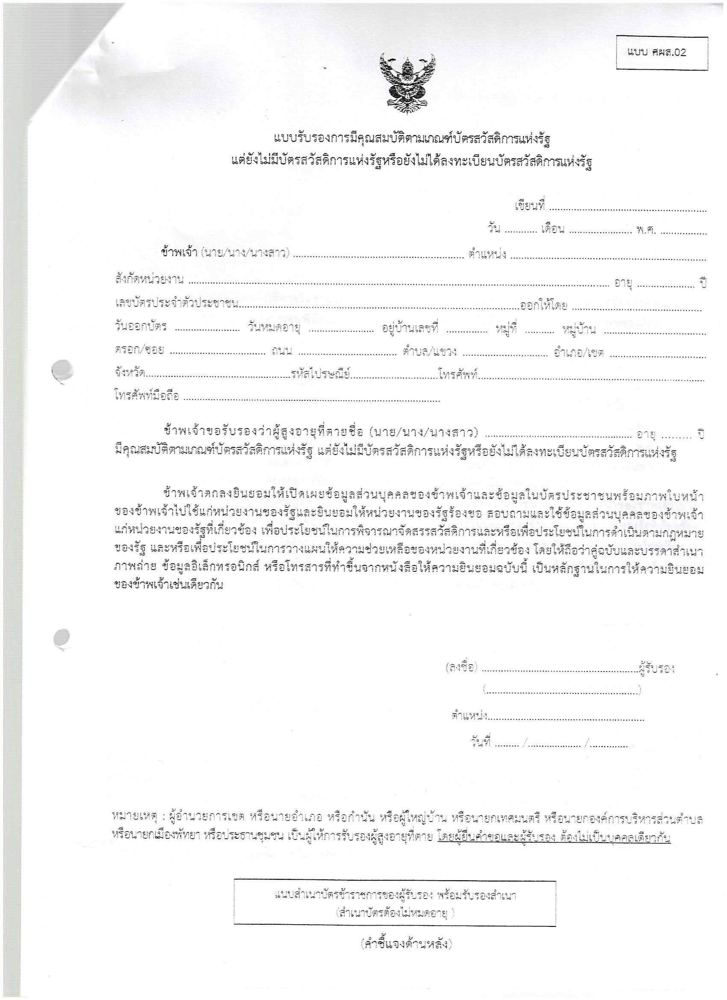 แบบ ศผส.02
แบบรับรองการมีคุณสมบัติตามเกณฑ์บัตรสวัสดิการแห่งรัฐ
แต่ยังไม่มีบัตรสวัสดิการแห่งรัฐหรือยังไม่ได้ลงทะเบียนบัตรสวัสดิการแห่งรัฐ
เขียนที่ ..........................................................
วัน ............ เดือน ....................... พ.ศ. .................
ข้าพเจ้า (นาย/นาง/นางสาว) ............................................................... ตำแหน่ง ........................................................................
สังกัดหน่วยงาน ........................................................................................................................................................... อายุ ..................... ปี
เลขบัตรประจำตัวประชาชน.......................................................................................................ออกให้โดย ................................................
วันออกบัตร ........................ วันหมดอายุ ........................ อยู่บ้านเลขที่ ............... หมู่ที่ ........... หมู่บ้าน ......................................
ตรอก/ซอย ................................... ถนน .................................... ตำบล/แขวง ............................... อำเภอ/เขต ....................................
จังหวัด.....................................................รหัสไปรษณีย์................................โทรศัพท์...................................................................................
โทรศัพท์มือถือ ...............................................................................................
ข้าพเจ้าขอรับรองว่าผู้สูงอายุที่ตายชื่อ (นาย/นาง/นางสาว) ...................................................... อายุ ......... ปี
มีคุณสมบัติตามเกณฑ์บัตรสวัสดิการแห่งรัฐ แต่ยังไม่มีบัตรสวัสดิการแห่งรัฐหรือยังไม่ได้ลงทะเบียนบัตรสวัสดิการแห่งรัฐ
ข้าพเจ้าตกลงยินยอมให้เปิดเผยข้อมูลส่วนบุคคลของข้าพเจ้าและข้อมูลในบัตรประชาชนพร้อมภาพใบหน้า
ของข้าพเจ้าไปใช้แก่หน่วยงานของรัฐและยินยอมให้หน่วยงานของรัฐร้องขอ สอบถามและใช้ข้อมูลส่วนบุคคลของข้าพเจ้า
แก่หน่วยงานของรัฐที่เกี่ยวข้อง เพื่อประโยชน์ในการพิจารณาจัดสรรสวัสดิการและหรือเพื่อประโยชน์ในการดำเนินตามกฎหมาย
ของรัฐ และหรือเพื่อประโยชน์ในการวางแผนให้ความช่วยเหลือของหน่วยงานที่เกี่ยวข้อง โดยให้ถือว่าคู่ฉบับและบรรดาสำเนา
ภาพถ่าย ข้อมูลอิเล็กทรอนิกส์ หรือโทรสารที่ทำขึ้นจากหนังสือให้ความยินยอมฉบับนี้ เป็นหลักฐานในการให้ความยินยอม
ของข้าพเจ้าเช่นเดียวกัน
(ลงชื่อ) ..........................................................ผู้รับรอง
(........................................................)
ตำแหน่ง..........................................................
วันที่ ......... /.................... /..............
หมายเหตุ : ผู้อำนวยการเขต หรือนายอำเภอ หรือกำนัน หรือผู้ใหญ่บ้าน หรือนายกเทศมนตรี หรือนายกองค์การบริหารส่วนตำบล
หรือนายกเมืองพัทยา หรือประธานชุมชน เป็นผู้ให้การรับรองผู้สูงอายุที่ตาย โดยผู้ยื่นคำขอและผู้รับรอง ต้องไม่เป็นบุคคลเดียวกัน
แนบสำเนาบัตรข้าราชการของผู้รับรอง พร้อมรับรองสำเนา
(สำเนาบัตรต้องไม่หมดอายุ )
(คำชี้แจงด้านหลัง)